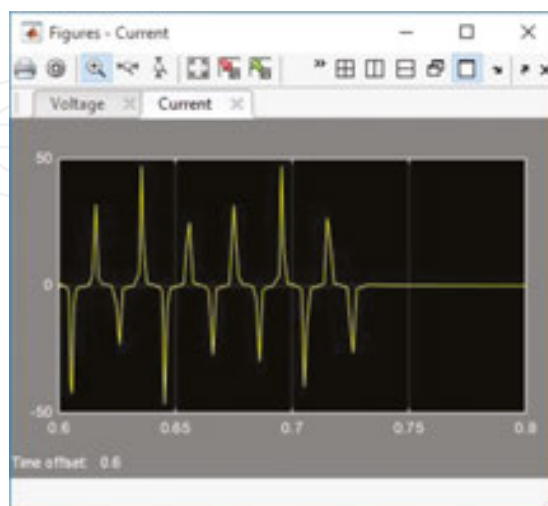 Figures - Current
Voltage Current
50
0
-50
0.6 0.65 0.7 0.75 0.8
Time offset: 0.6